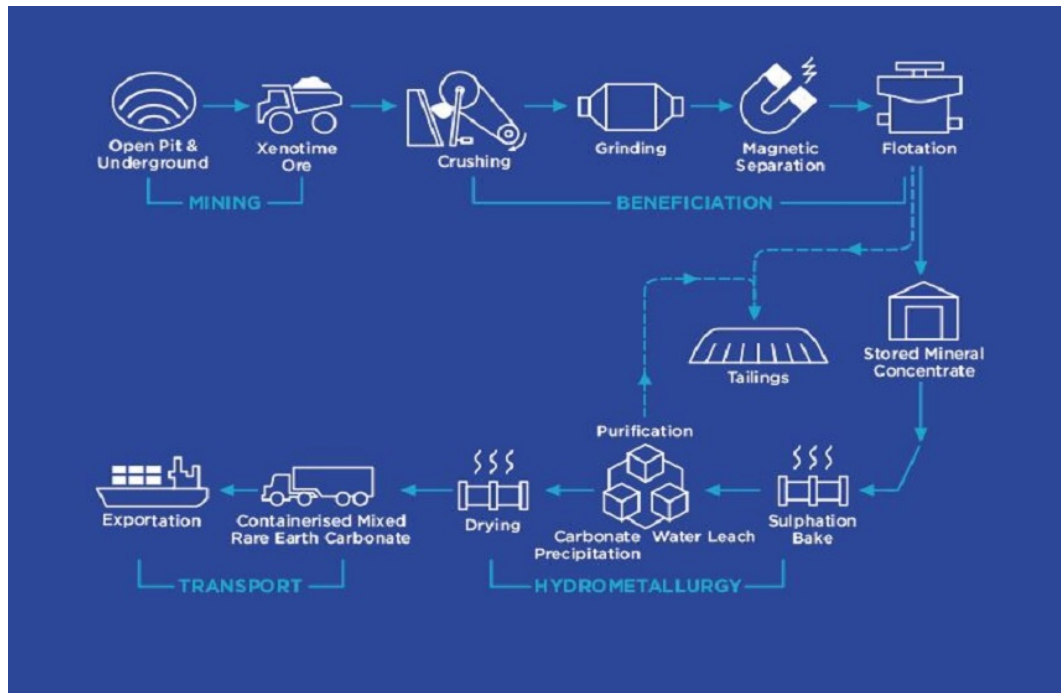 Open Pit &
Underground
Xenotime
Ore
Crushing
Grinding
Magnetic
Separation
Flotation
MINING
BENEFICIATION
Stored Mineral
Concentrate
Tailings
Purification
Exportation
Containerised Mixed
Rare Earth Carbonate
Drying
Carbonate
Precipitation
Water Leach
Sulphation
Bake
TRANSPORT
HYDROMETALLURGY